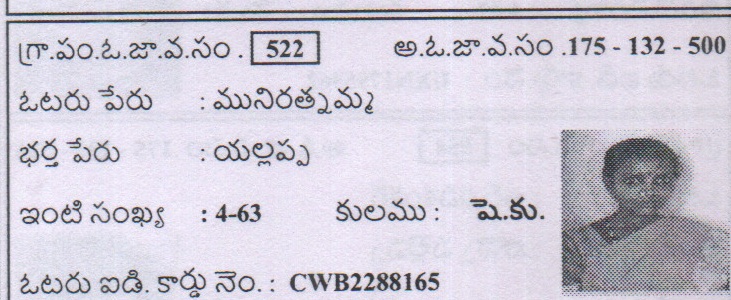 గ్రా.పం.ఓ.జా.వ.సం . 522 అ.ఓ.జా.వ.సం .175 - 132 - 500
ఓటరు పేరు : మునిరత్నమ్మ
భర్త పేరు : యల్లప్ప
ఇంటి సంఖ్య : 4-63 కులము : షె.కు.
ఓటరు ఐడి. కార్డు నెం. : CWB2288165